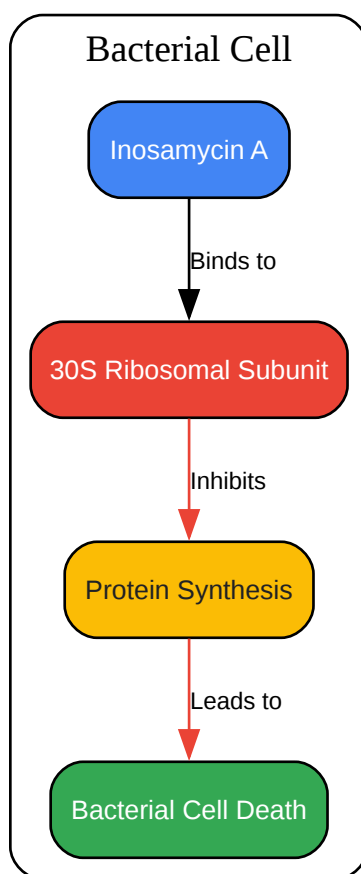 Bacterial Cell
Inosamycin A
Binds to
30S Ribosomal Subunit
Inhibits
Protein Synthesis
Leads to
Bacterial Cell Death